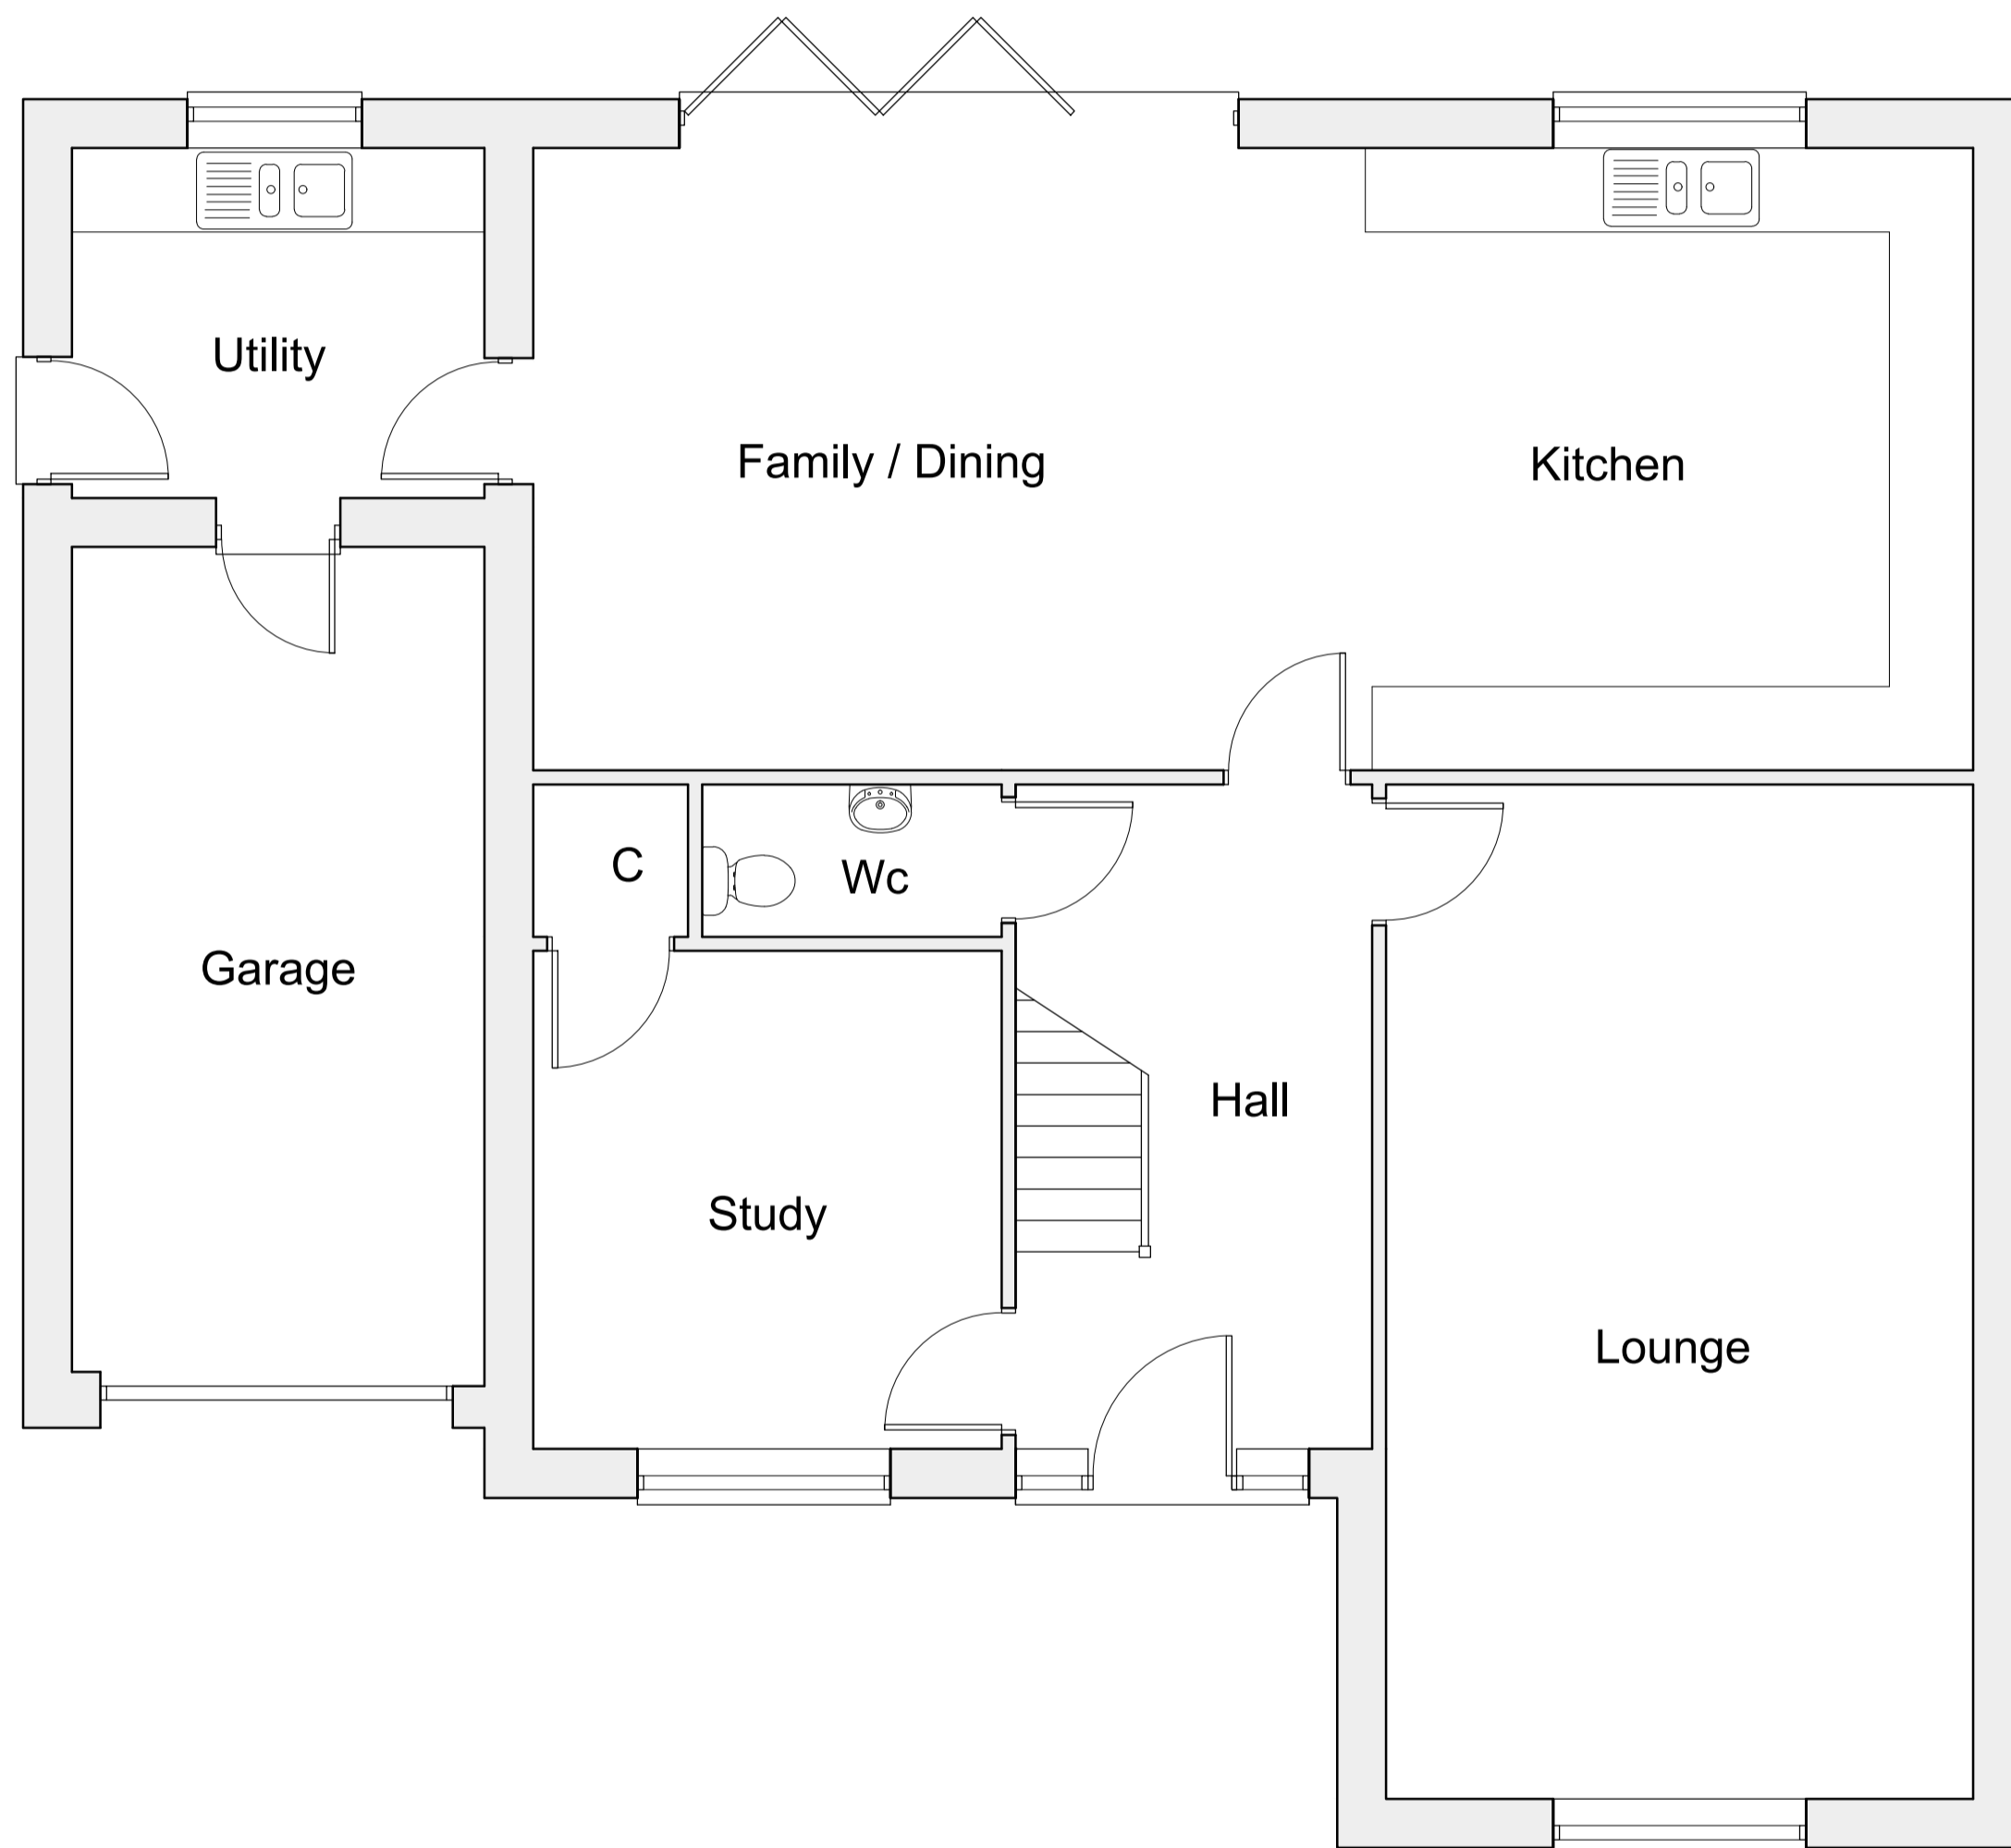 Utility
Family / Dining
Kitchen
C
Wc
Garage
Hall
Study
Lounge